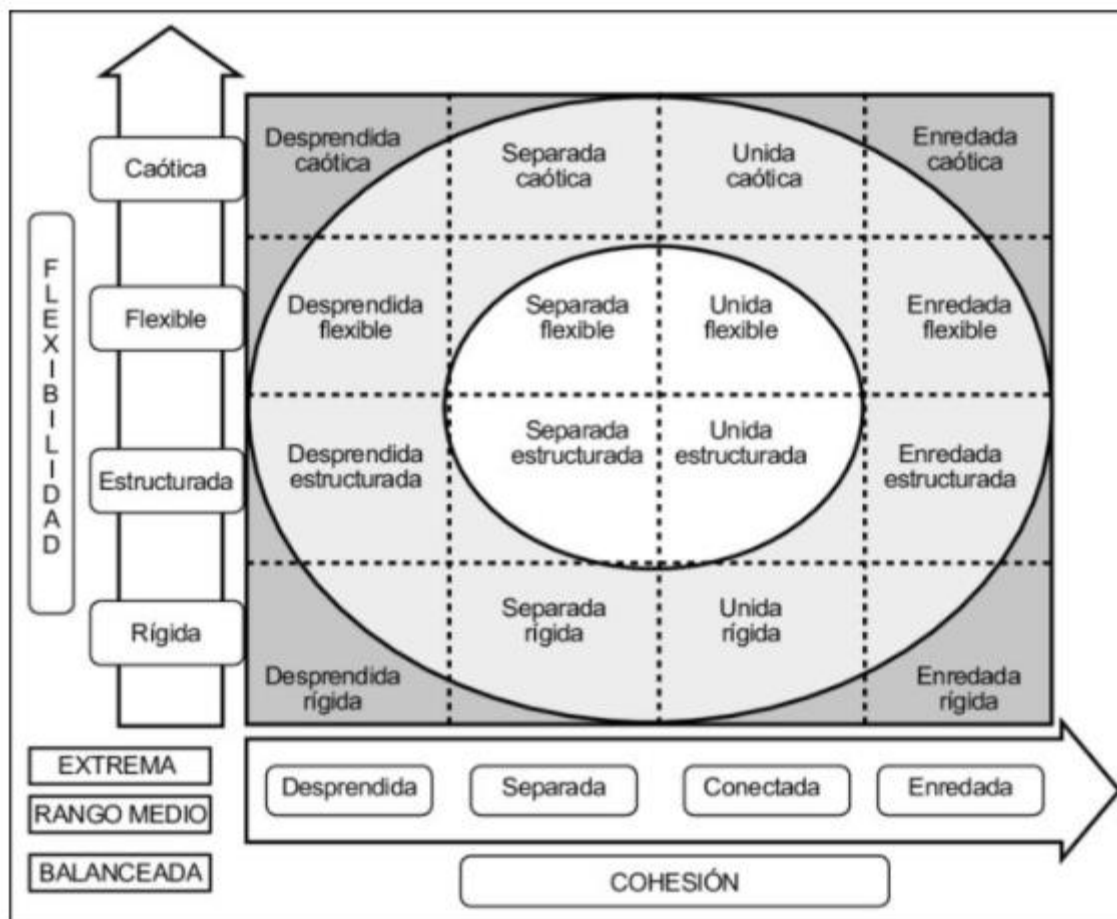 Caótica
Flexible
Estructurada
Rígida
FLEXIBILIDAD
Desprendida
caótica
Separada
caótica
Unida
caótica
Enredada
caótica
Desprendida
flexible
Separada
flexible
Unida
flexible
Enredada
flexible
Desprendida
estructurada
Separada
estructurada
Unida
estructurada
Enredada
estructurada
Desprendida
rígida
Separada
rígida
Unida
rígida
Enredada
rígida
EXTREMA
RANGO MEDIO
BALANCEADA
Desprendida
Separada
Conectada
Enredada
COHESIÓN